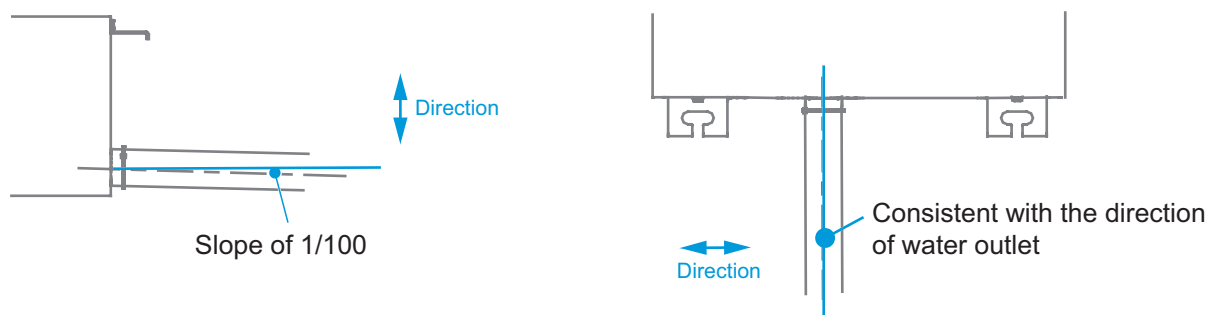 Direction
Slope of 1/100
Consistent with the direction
of water outlet
Direction